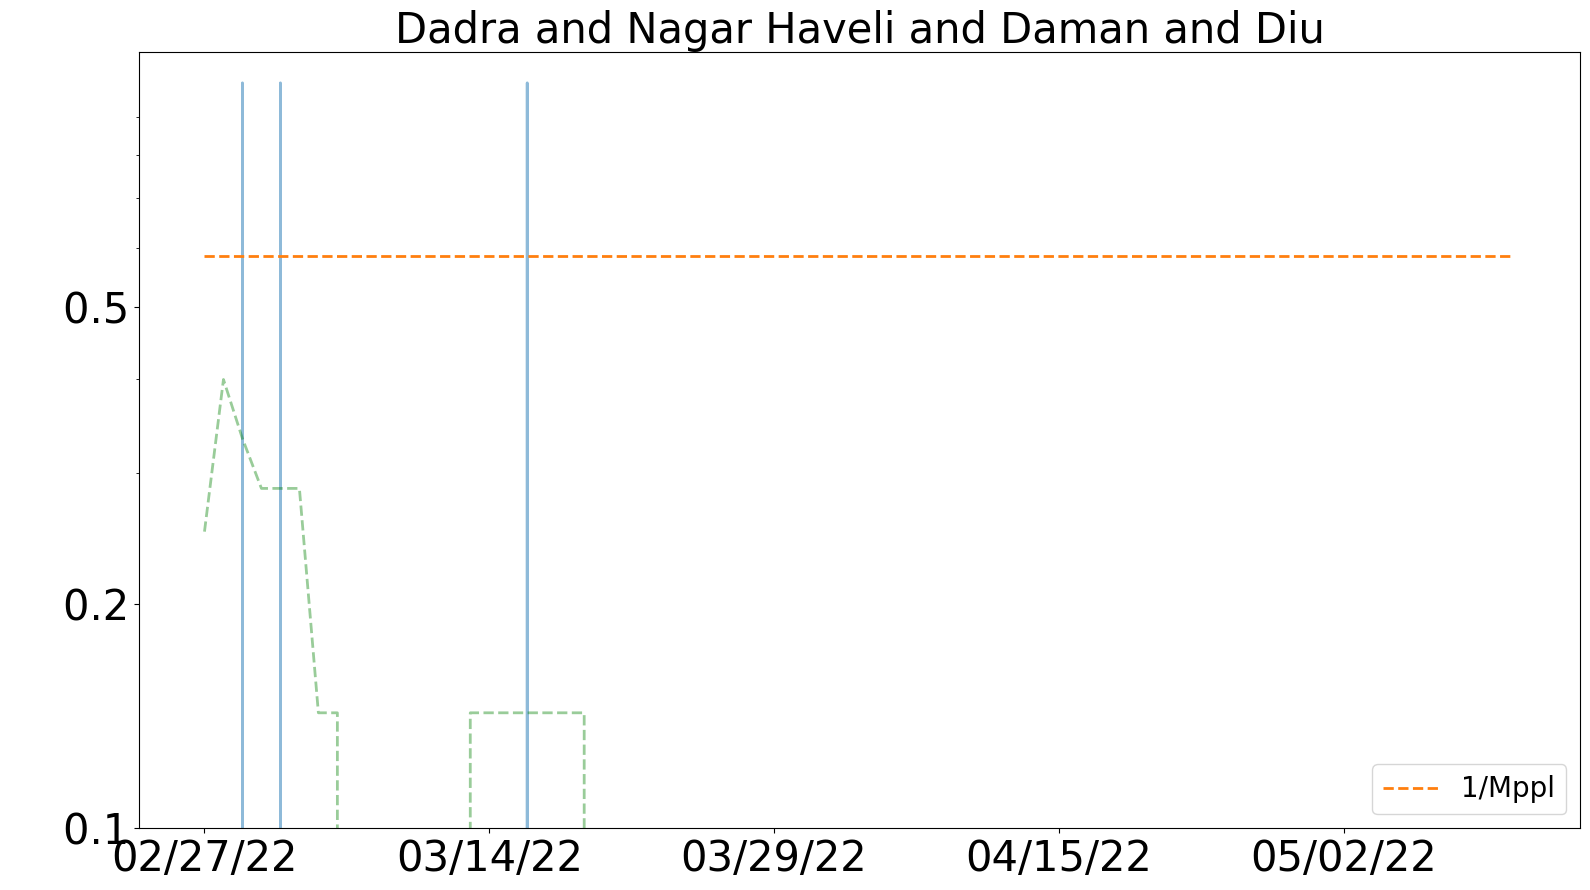 Dadra and Nagar Haveli and Daman and Diu
0.5
0.2
0.1
02/27/22 03/14/22 03/29/22 04/15/22 05/02/22
1/Mppl